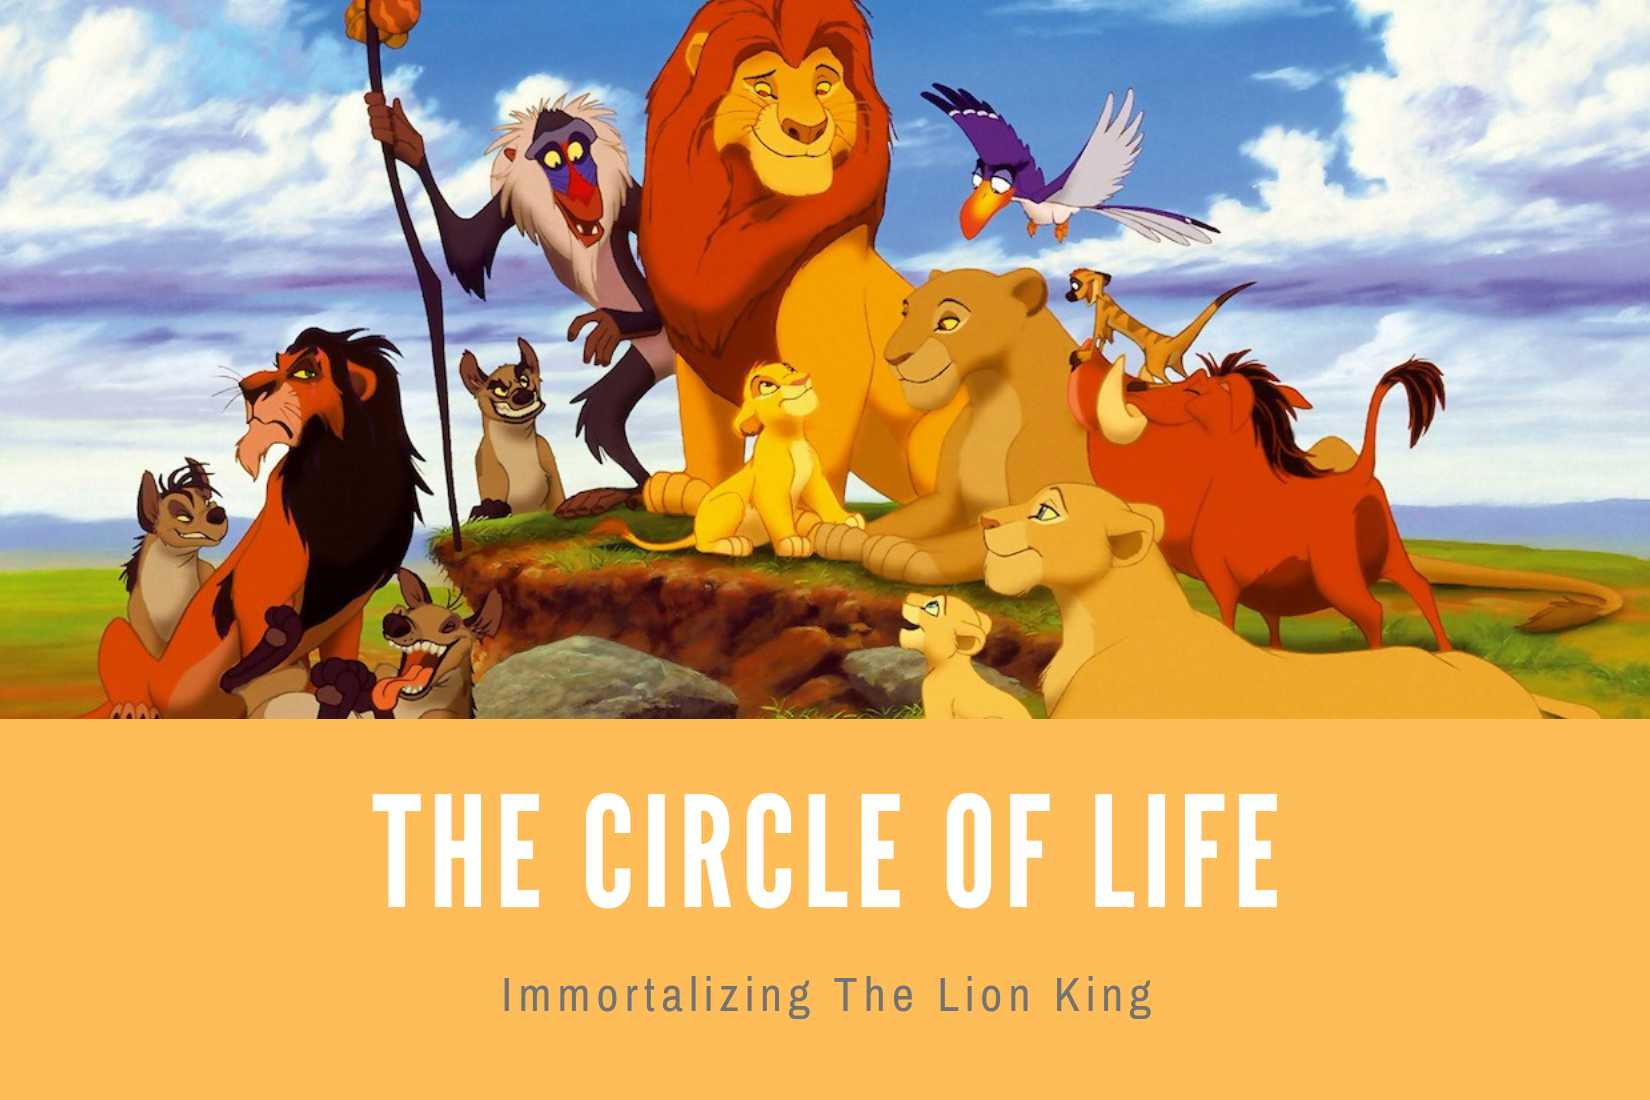 THE CIRCLE OF LIFE
Immortalizing The Lion King